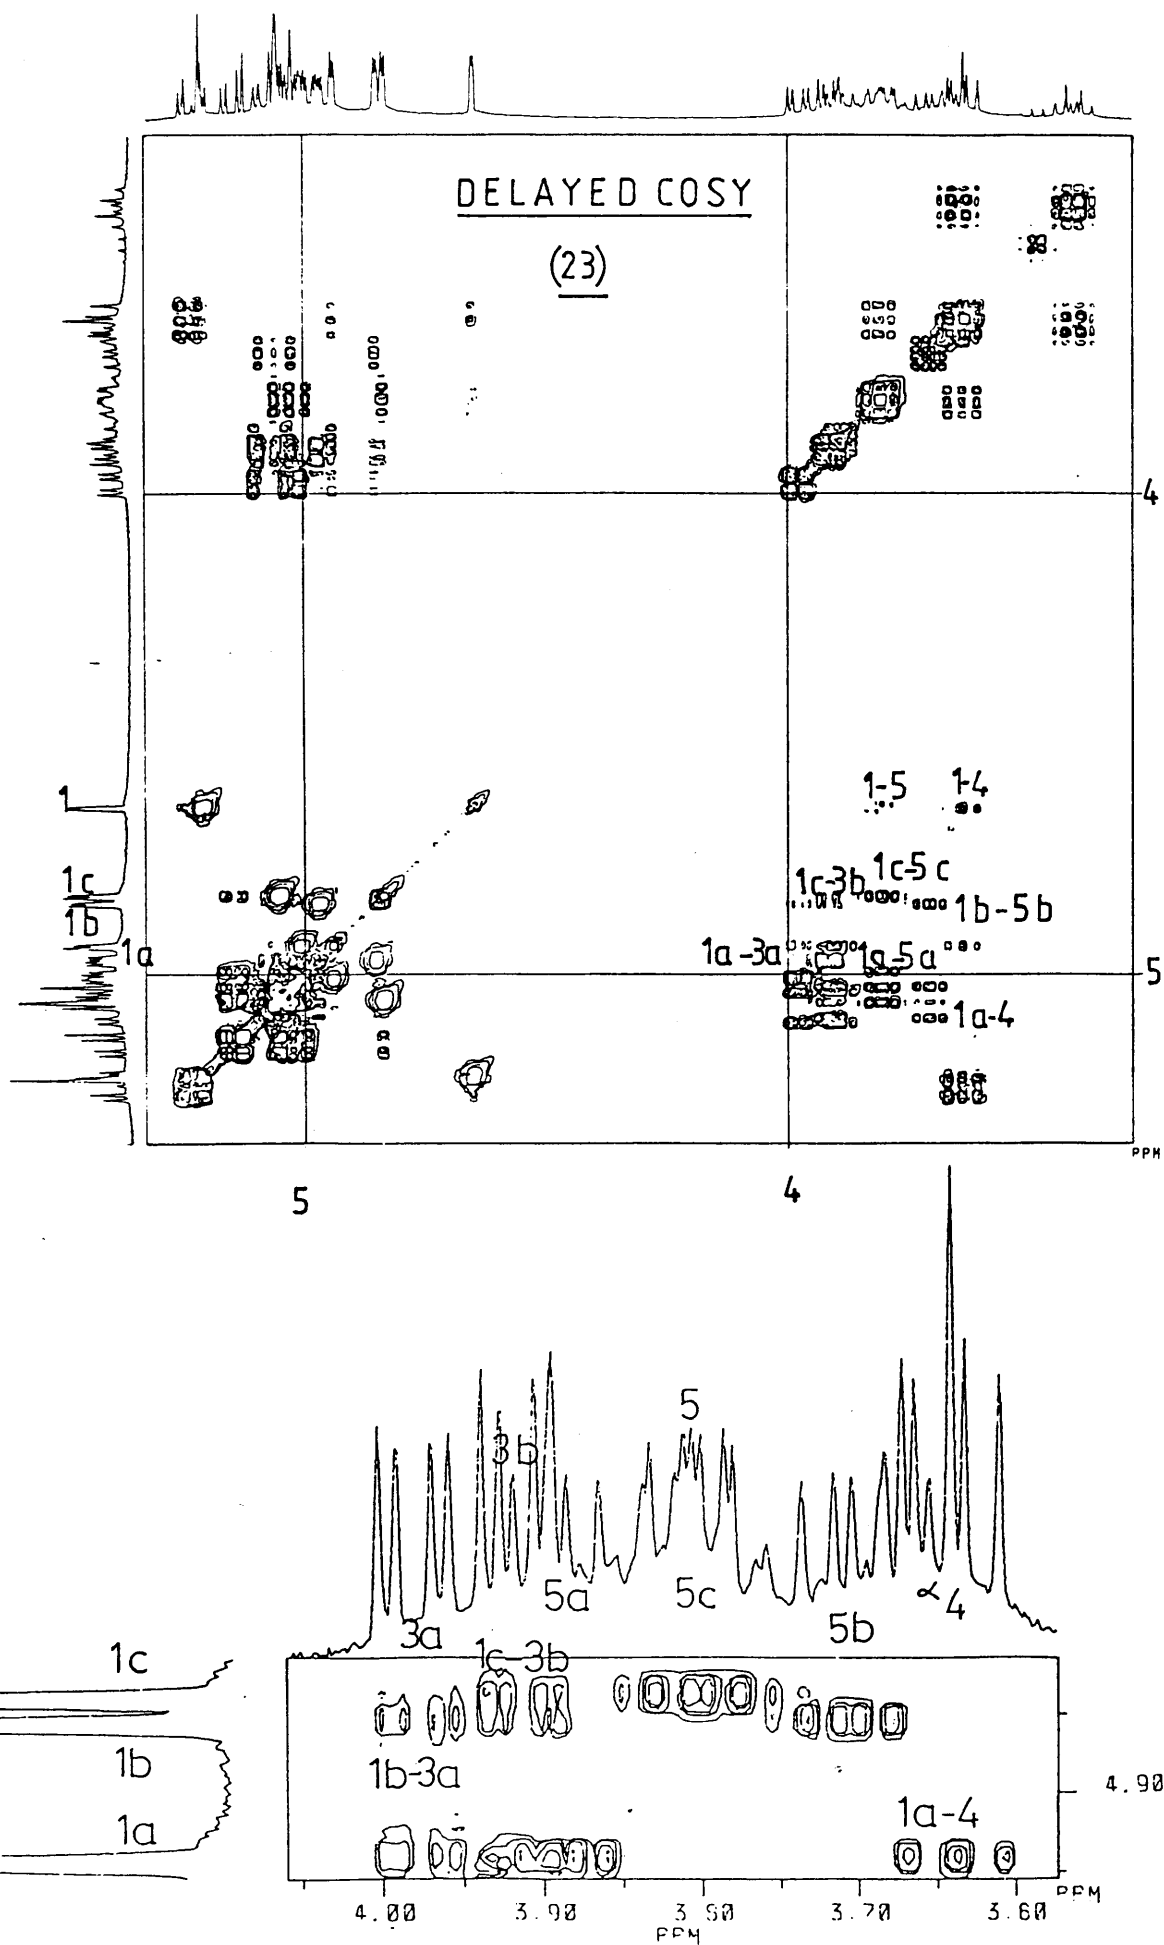 DELAYED COSY
(23)
4
1
1-5
1-4
1c
1c-3b
1c-5c
1b
1b-5b
1a
1a-3a
1a-5a
5
1a-4
PPM
5
4
5
3b
5a
5c
α
4
5b
3a
1c
1c-3b
1b
1b-3a
4.90
1a
1a-4
PPM
4.00
3.90
3.80
3.70
3.60
PPM